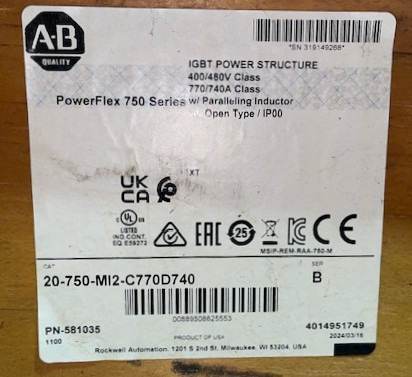 A-B
QUALITY
*SN 319149268*
IGBT POWER STRUCTURE
400/480V Class
770/740A Class
PowerFlex 750 Series w/ Paralleling Inductor
Open Type / IP00
XT
UK
CA
UL
LISTED
IND.CONT.
EQ.E59272
EAC
25
MSIP-REM-RAA-750-M
CAT
SER
20-750-MI2-C770D740
B
00889508625553
PN-581035
1100
PRODUCT OF USA
4014951749
2024/03/16
Rockwell Automation, 1201 S 2nd St. Milwaukee, WI 53204, USA